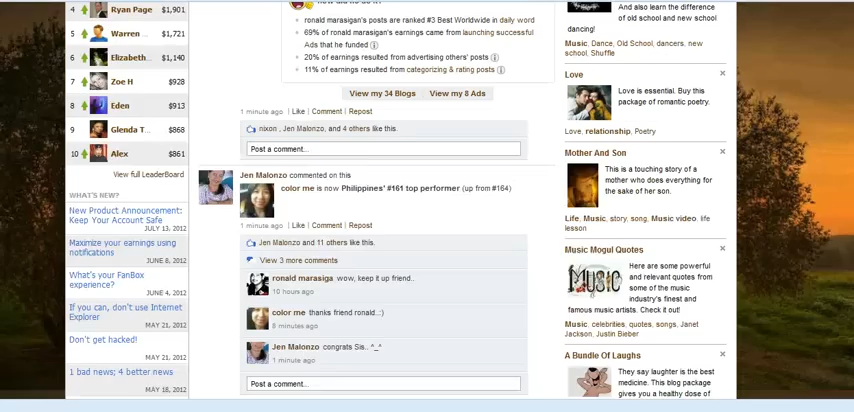 4 Ryan Page $1,901
5 Warren ... $1,721
6 Elizabeth... $1,140
7 Zoe H $928
8 Eden $913
9 Glenda T... $868
10 Alex $861
View full LeaderBoard
WHAT'S NEW?
New Product Announcement:
Keep Your Account Safe
JULY 13, 2012
Maximize your earnings using
notifications
JUNE 8, 2012
What's your FanBox
experience?
JUNE 4, 2012
If you can, don't use Internet
Explorer
MAY 21, 2012
Don't get hacked!
MAY 21, 2012
1 bad news; 4 better news
MAY 18, 2012
ronald marasigan's posts are ranked #3 Best Worldwide in daily word
69% of ronald marasigan's earnings came from launching successful
Ads that he funded
20% of earnings resulted from advertising others' posts
11% of earnings resulted from categorizing & rating posts
View my 34 Blogs View my 8 Ads
1 minute ago | Like | Comment | Repost
nixon , Jen Malonzo, and 4 others like this.
Post a comment...
Jen Malonzo commented on this
color me is now Philippines' #161 top performer (up from #164)
1 minute ago | Like | Comment | Repost
Jen Malonzo and 11 others like this.
View 3 more comments
ronald marasiga wow, keep it up friend..
10 hours ago
color me thanks friend ronald..:)
8 minutes ago
Jen Malonzo congrats Sis.. ^_^
1 minute ago
Post a comment...
And also learn the difference
of old school and new school
dancing!
Music, Dance, Old School, dancers, new
school, Shuffle
Love
Love is essential. Buy this
package of romantic poetry.
Love, relationship, Poetry
Mother And Son
This is a touching story of a
mother who does everything for
the sake of her son.
Life, Music, story, song, Music video, life
lesson
Music Mogul Quotes
MUSIC
Here are some powerful
and relevant quotes from
some of the music
industry's finest and
famous music artists. Check it out!
Music, celebrities, quotes, songs, Janet
Jackson, Justin Bieber
A Bundle Of Laughs
They say laughter is the best
medicine. This blog package
gives you a healthy dose of